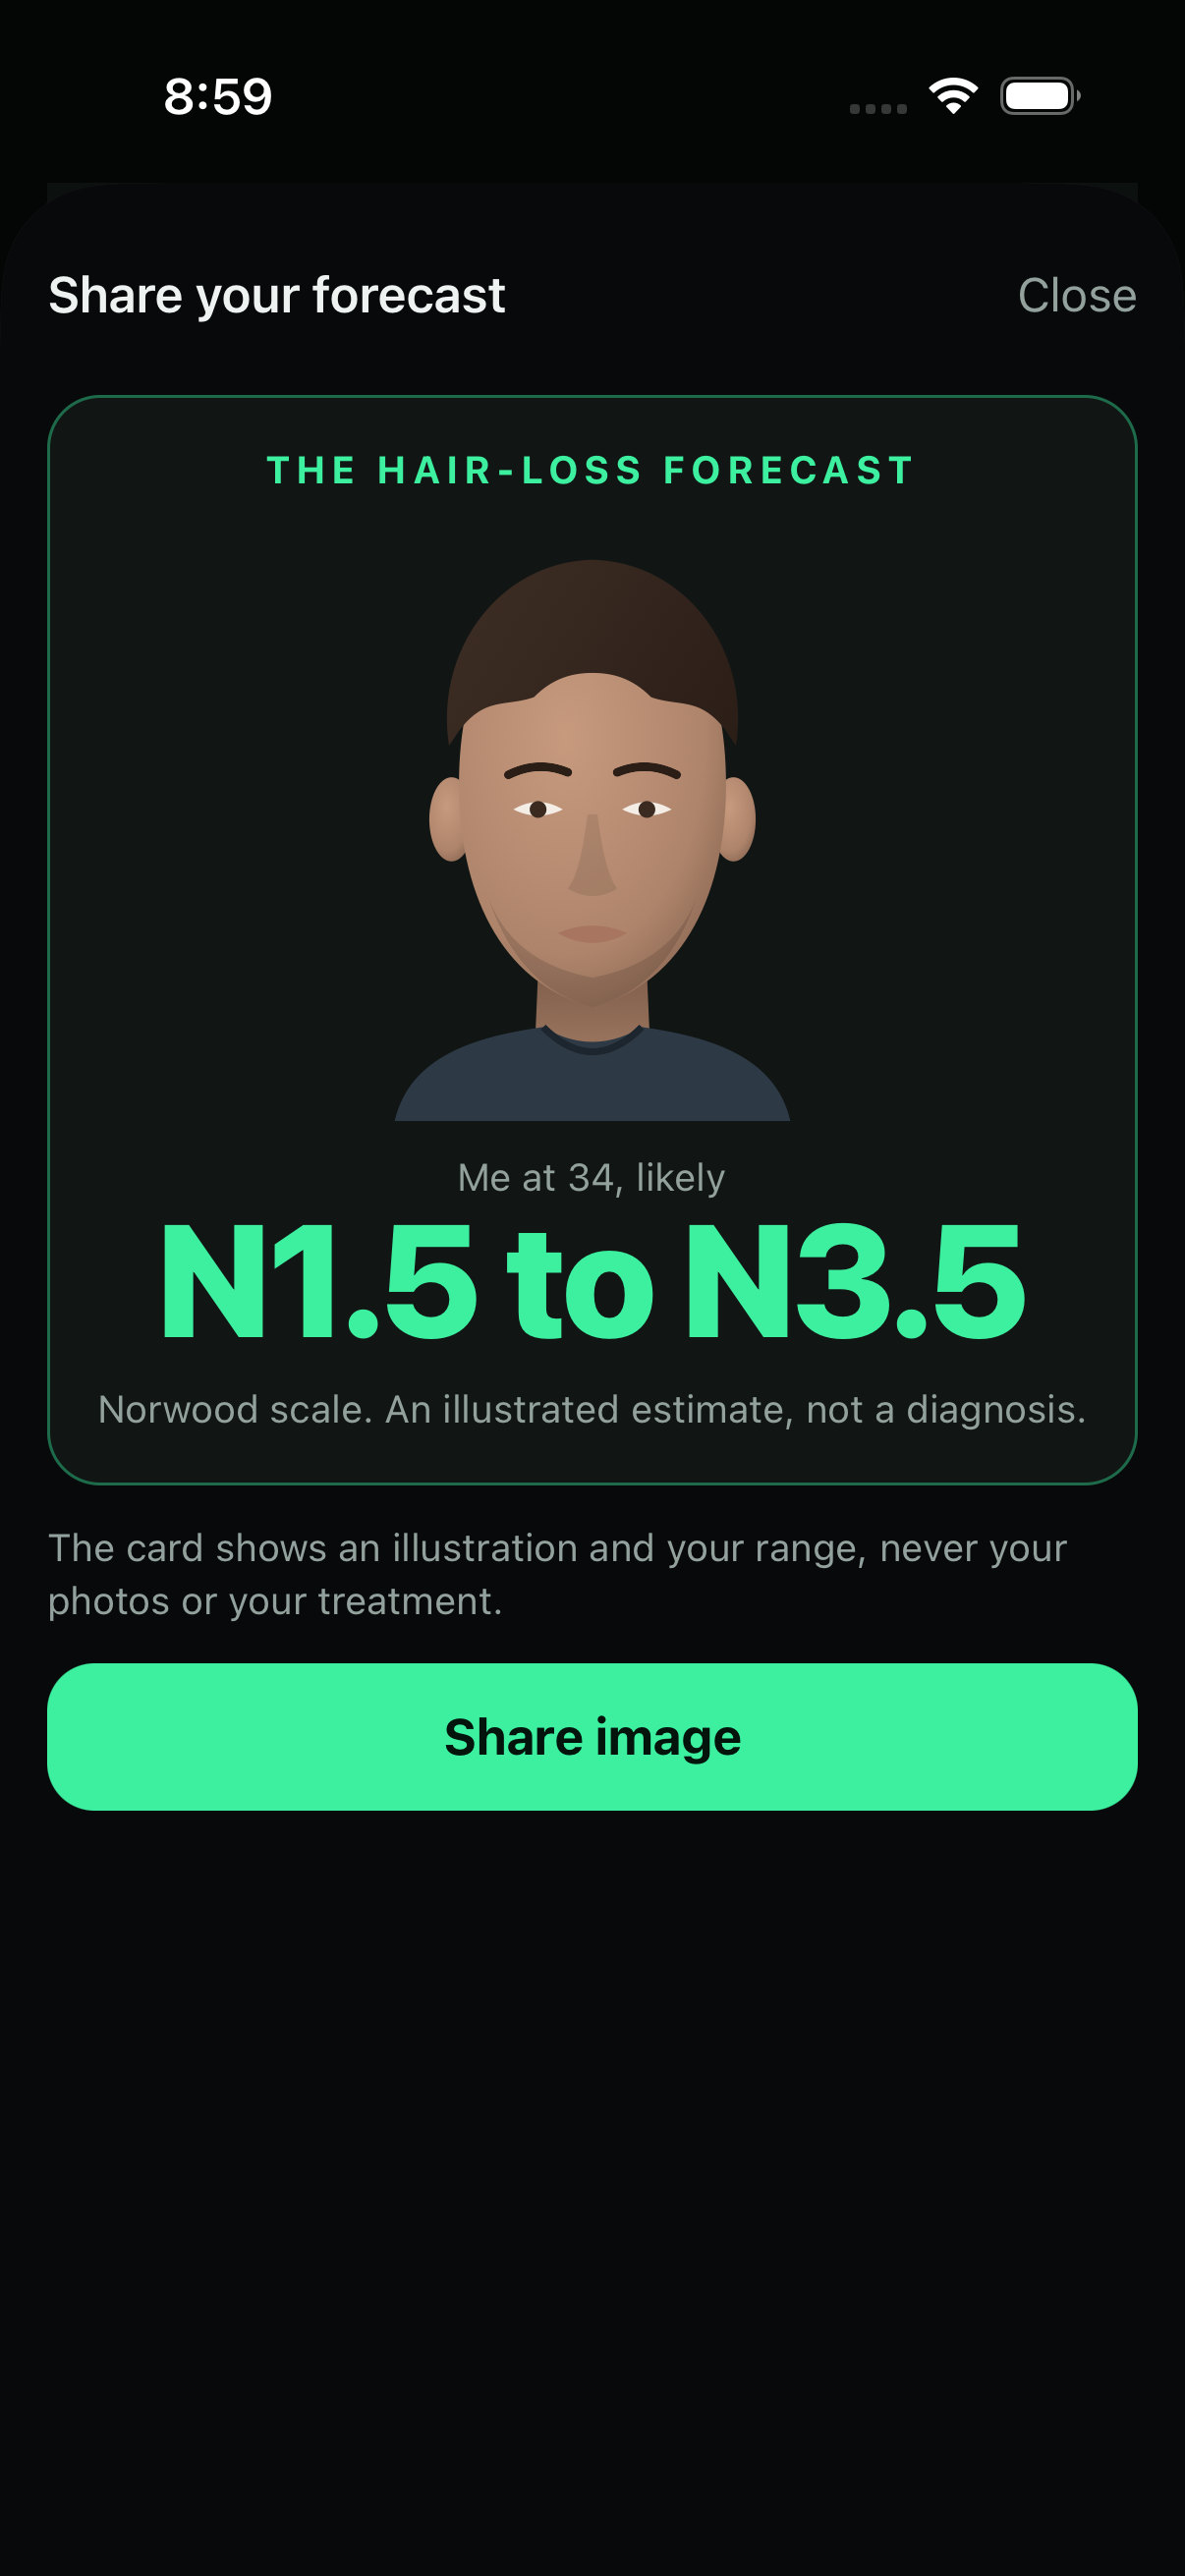 8:59
Share your forecast
Close
THE HAIR-LOSS FORECAST
Me at 34, likely
N1.5 to N3.5
Norwood scale. An illustrated estimate, not a diagnosis.
The card shows an illustration and your range, never your
photos or your treatment.
Share image